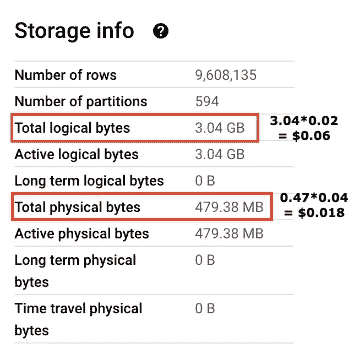 Storage info ?
Number of rows 9,608,135
Number of partitions 594
Total logical bytes 3.04 GB 3.04*0.02
= $0.06
Active logical bytes 3.04 GB
Long term logical bytes 0 B
Total physical bytes 479.38 MB 0.47*0.04
= $0.018
Active physical bytes 479.38 MB
Long term physical 0 B
bytes
Time travel physical 0 B
bytes